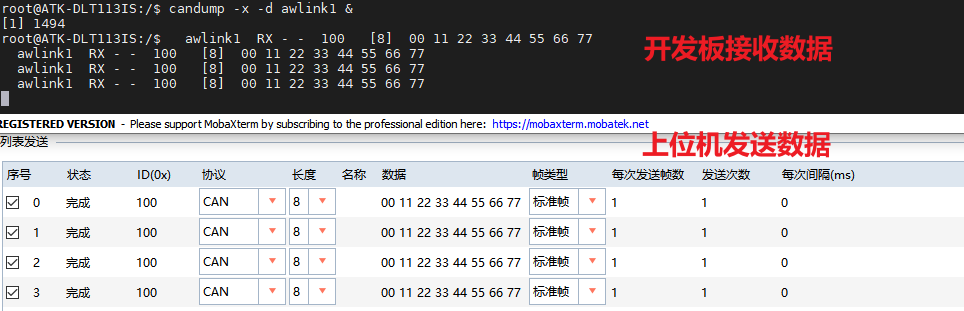 root@ATK-DLT113IS:/$ candump -x -d awlink1 &
[1] 1494
root@ATK-DLT113IS:/$   awlink1  RX - -  100   [8]  00 11 22 33 44 55 66 77
  awlink1  RX - -  100   [8]  00 11 22 33 44 55 66 77
  awlink1  RX - -  100   [8]  00 11 22 33 44 55 66 77
  awlink1  RX - -  100   [8]  00 11 22 33 44 55 66 77
开发板接收数据
REGISTERED VERSION - Please support MobaXterm by subscribing to the professional edition here: https://mobaxterm.mobatek.net
列表发送
上位机发送数据
序号 状态 ID(0x) 协议 长度 名称 数据 帧类型 每次发送帧数 发送次数 每次间隔(ms)
0 完成 100 CAN 8 00 11 22 33 44 55 66 77 标准帧 1 1 0
1 完成 100 CAN 8 00 11 22 33 44 55 66 77 标准帧 1 1 0
2 完成 100 CAN 8 00 11 22 33 44 55 66 77 标准帧 1 1 0
3 完成 100 CAN 8 00 11 22 33 44 55 66 77 标准帧 1 1 0